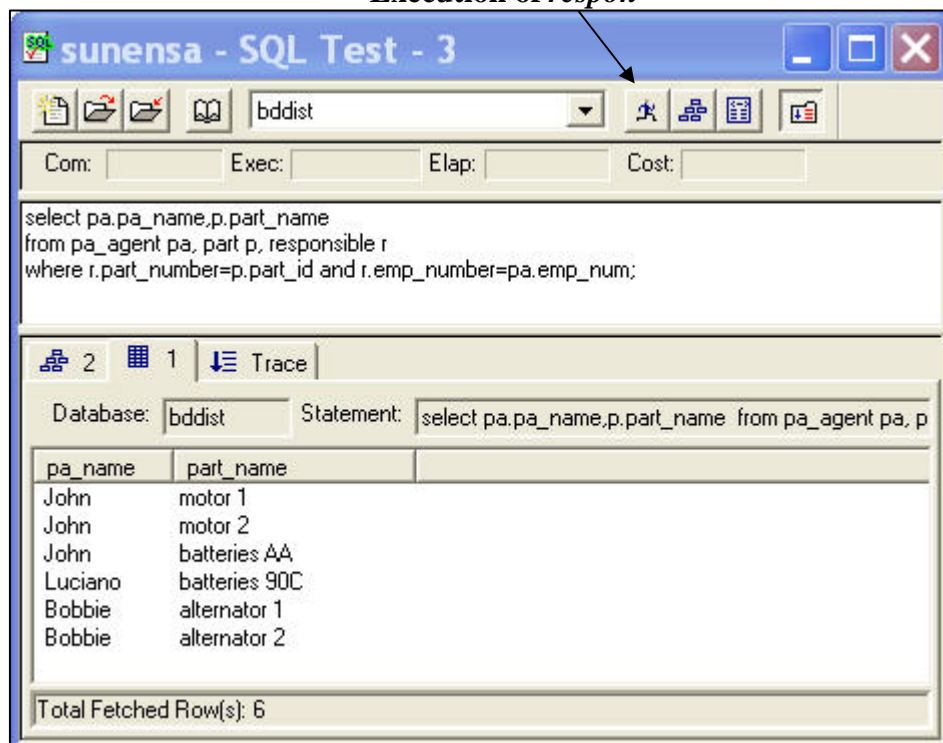 Execution of respon
sunensa - SQL Test - 3
bddist
Com: Exec: Elap: Cost:
select pa.pa_name,p.part_name
from pa_agent pa, part p, responsible r
where r.part_number=p.part_id and r.emp_number=pa.emp_num;
2 1 Trace
Database: bddist Statement: select pa.pa_name,p.part_name from pa_agent pa, p
pa_name part_name
John motor 1
John motor 2
John batteries AA
Luciano batteries 90C
Bobbie alternator 1
Bobbie alternator 2
Total Fetched Row(s): 6